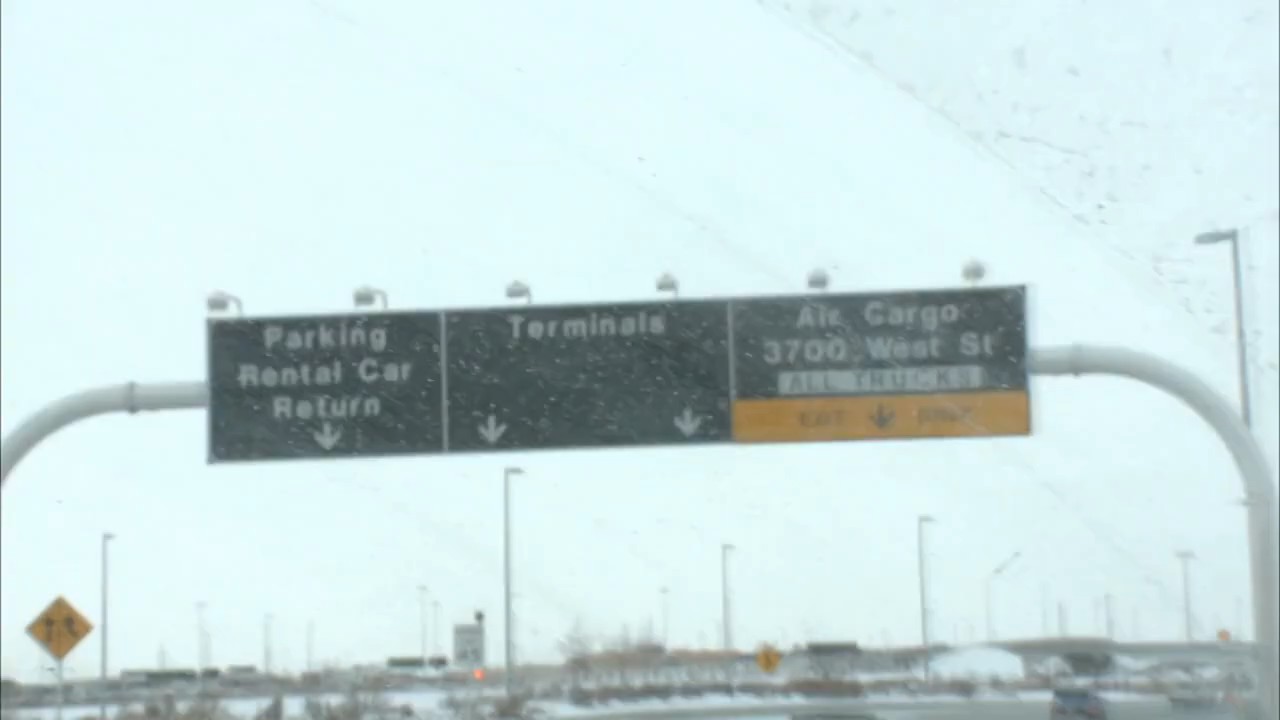 Parking
Rental Car
Return
Terminals
Air Cargo
3700 West St
ALL TRUCKS
EXIT ONLY